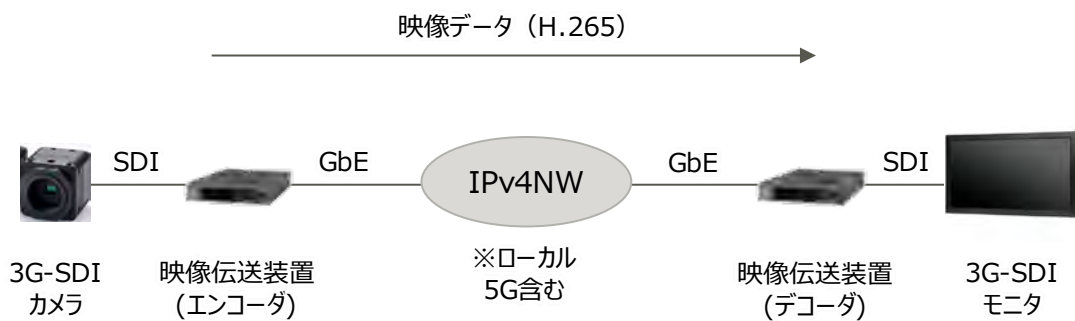 映像データ（H.265）
SDI
GbE
IPv4NW
GbE
SDI
3G-SDI
カメラ
映像伝送装置
(エンコーダ)
※ローカル
5G含む
映像伝送装置
(デコーダ)
3G-SDI
モニタ